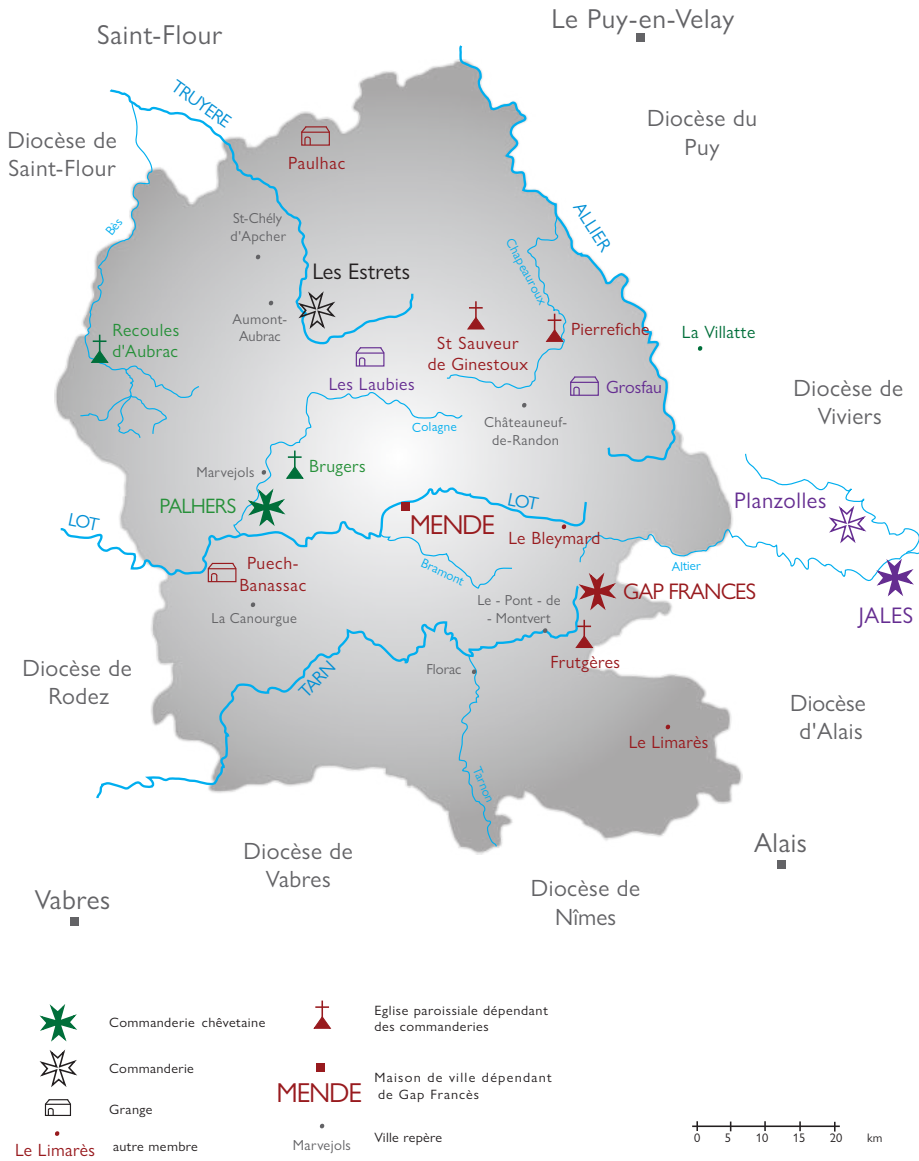 Saint-Flour
Le Puy-en-Velay
TRUYERE
Diocèse de
Saint-Flour
Diocèse du
Puy
Paulhac
Bès
St-Chély
d'Apcher
ALLIER
Chapeauroux
Les Estrets
Aumont-
Aubrac
Recoules
d'Aubrac
St Sauveur
de Ginestoux
Pierrefiche
La Villatte
Les Laubies
Grosfau
Diocèse
de Viviers
Colagne
Châteauneuf-
de-Randon
Marvejols
Brugers
PALHERS
LOT
LOT
MENDE
Le Bleymard
Planzolles
Bramont
Altier
Puech-
Banassac
GAP FRANCES
JALES
La Canourgue
Le - Pont - de
- Montvert
Frutgères
Florac
TARN
Diocèse de
Rodez
Diocèse
d'Alais
Le Limarès
Tarnon
Diocèse de
Vabres
Alais
Diocèse de
Nîmes
Vabres
Commanderie chêvetaine
Commanderie
Grange
Le Limarès
autre membre
Eglise paroissiale dépendant
des commanderies
MENDE
Maison de ville dépendant
de Gap Francès
Marvejols
Ville repère
0 5 10 15 20 km